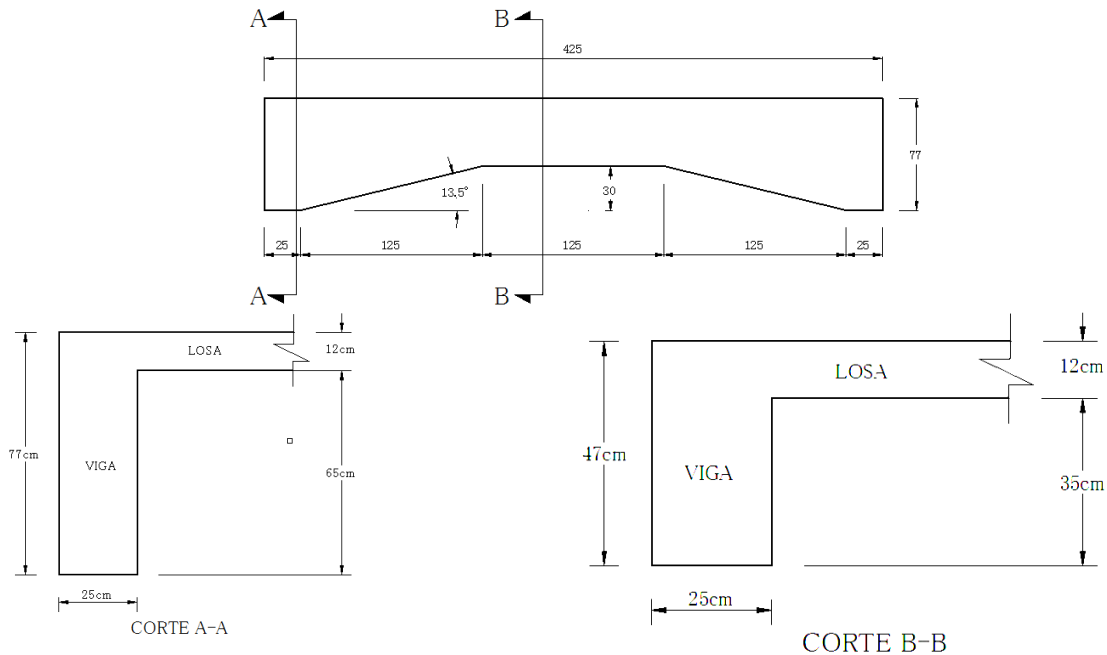 A
B
425
77
13.5°
30
25
125
125
125
25
A
B
LOSA
12cm
77cm
VIGA
65cm
25cm
CORTE A-A
LOSA
12cm
47cm
VIGA
35cm
25cm
CORTE B-B